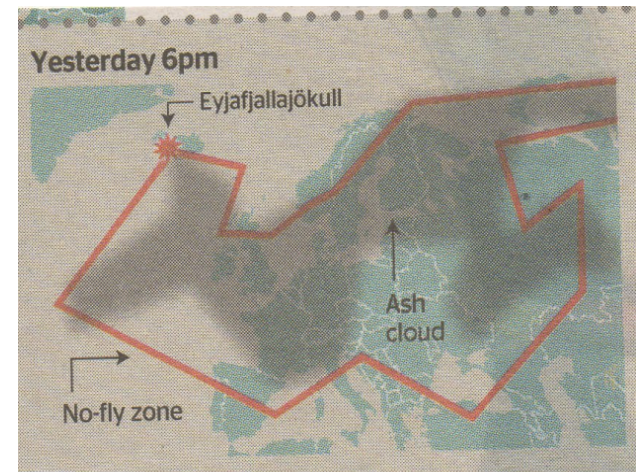 Yesterday 6pm
Eyjafjallajökull
Ash
cloud
No-fly zone